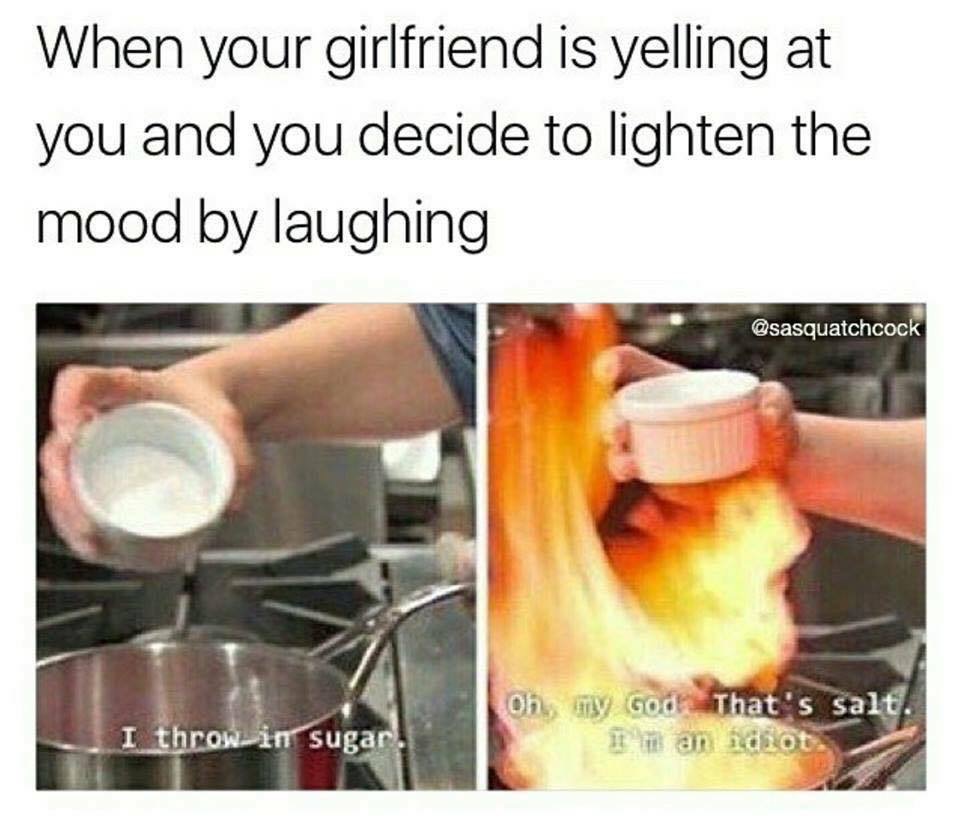 When your girlfriend is yelling at
you and you decide to lighten the
mood by laughing
@sasquatchcock
I throw in sugar.
Oh, my God. That's salt.
I'm an idiot.